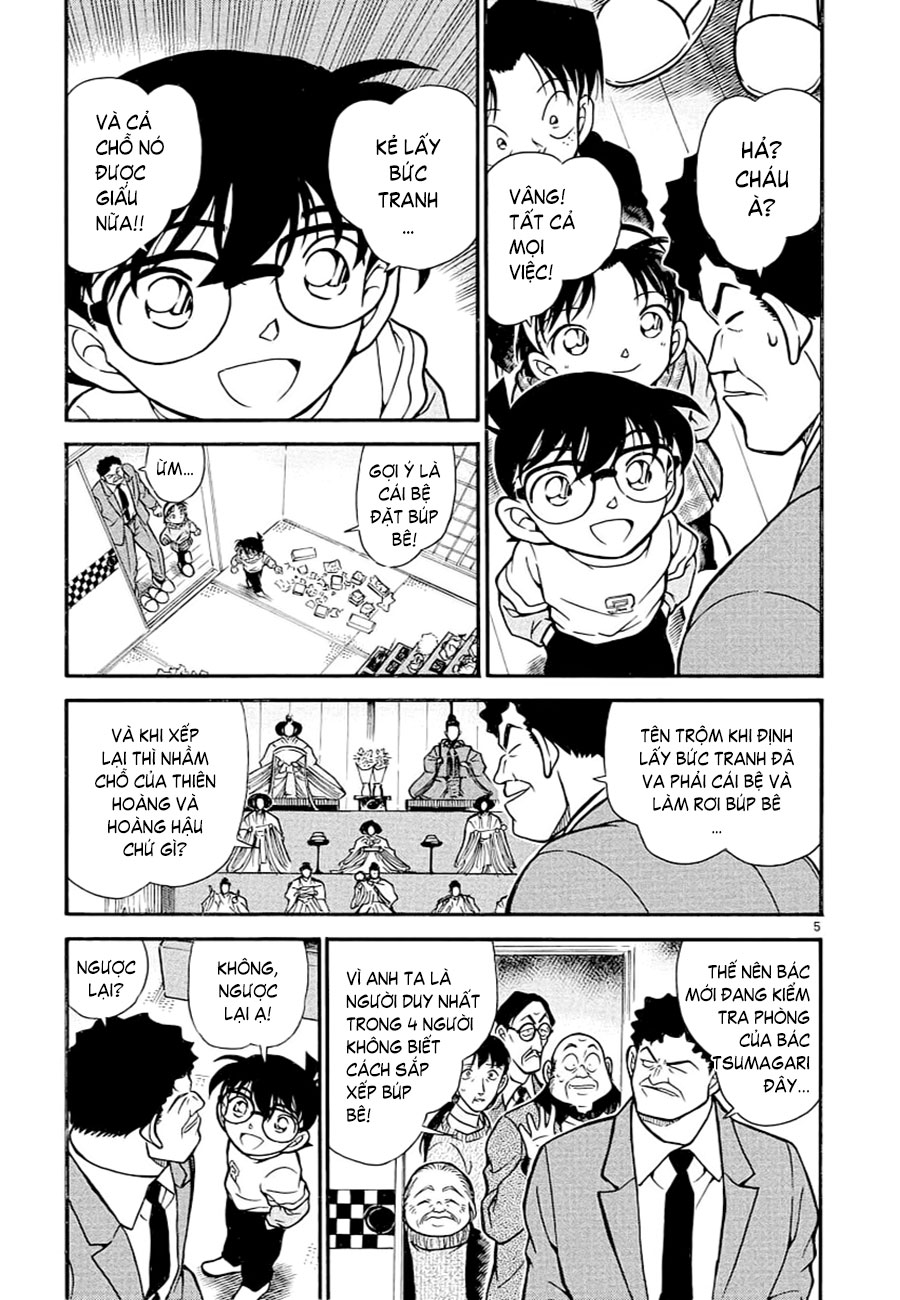 HẢ?
CHÁU
À?
VÂNG!
TẤT CẢ
MỌI
VIỆC!
KẺ LẤY
BỨC
TRANH
...
VÀ CẢ
CHỖ NÓ
ĐƯỢC
GIẤU
NỮA!!
GỢI Ý LÀ
CÁI BỆ
ĐẶT BÚP
BÊ!
ỪM...
TÊN TRỘM KHI ĐỊNH
LẤY BỨC TRANH ĐÃ
VA PHẢI CÁI BỆ VÀ
LÀM RƠI BÚP BÊ
...
VÀ KHI XẾP
LẠI THÌ NHẦM
CHỖ CỦA THIÊN
HOÀNG VÀ
HOÀNG HẬU
CHỨ GÌ?
5
THẾ NÊN BÁC
MỚI ĐANG KIỂM
TRA PHÒNG
CỦA BÁC
TSUMAGARI
ĐÂY...
VÌ ANH TA LÀ
NGƯỜI DUY NHẤT
TRONG 4 NGƯỜI
KHÔNG BIẾT
CÁCH SẮP
XẾP BÚP
BÊ!
KHÔNG,
NGƯỢC
LẠI Ạ!
NGƯỢC
LẠI?